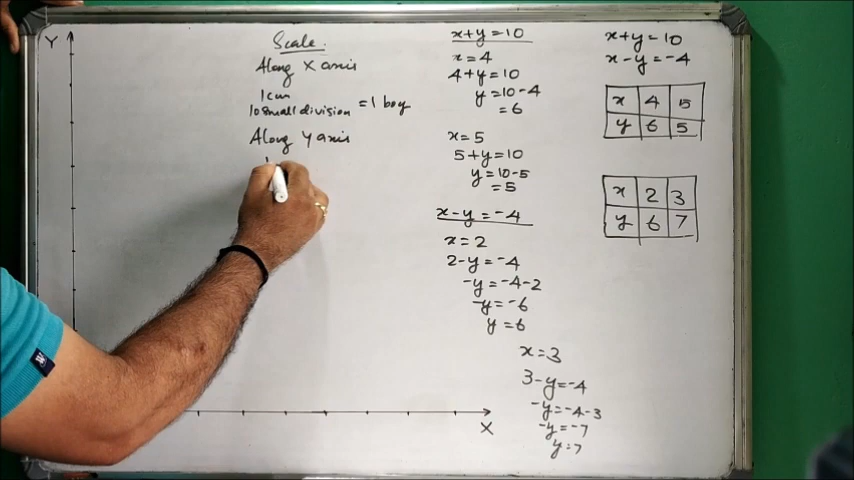 Y
Scale.
Along X axis
1cm
10 small division = 1 boy
Along Y axis
X
x+y=10
x=4
4+y=10
y=10-4
=6
x=5
5+y=10
y=10-5
=5
x-y=-4
x=2
2-y=-4
-y=-4-2
-y=-6
y=6
x=3
3-y=-4
-y=-4-3
-y=-7
y=7
x+y=10
x-y=-4
x 4 5
y 6 5
x 2 3
y 6 7